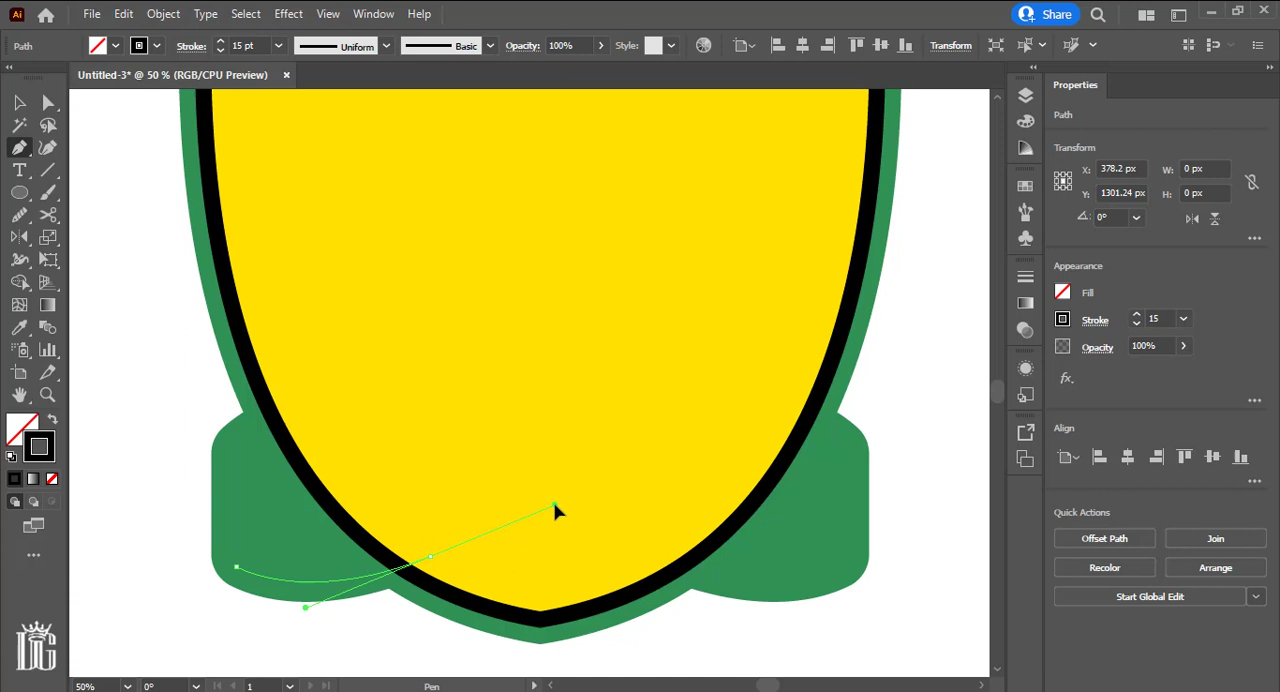 Ai File Edit Object Type Select Effect View Window Help Share
Path Stroke: 15 pt Uniform Basic Opacity: 100% Style: Transform
Untitled-3* @ 50 % (RGB/CPU Preview) ×
Properties
Path
Transform
X: 378.2 px W: 0 px
Y: 1301.24 px H: 0 px
0°
Appearance
Fill
Stroke 15
Opacity 100%
fx.
Align
Quick Actions
Offset Path Join
Recolor Arrange
Start Global Edit
DG
50% 0° 1 Pen